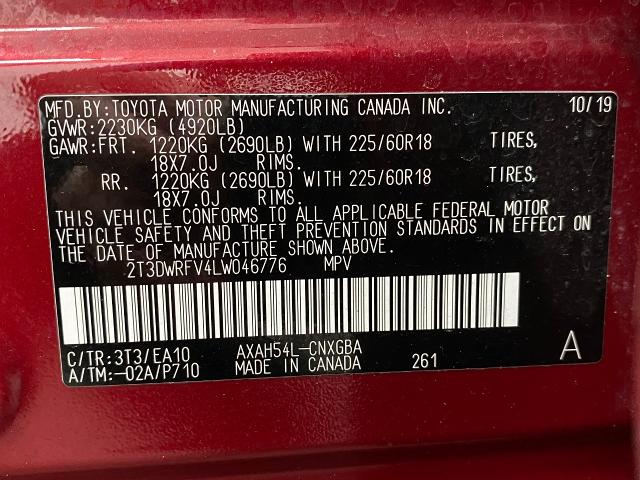 MFD.BY:TOYOTA MOTOR MANUFACTURING CANADA INC. 10/19
GVWR:2230KG (4920LB)
GAWR:FRT. 1220KG (2690LB) WITH 225/60R18 TIRES,
18X7.0J RIMS.
RR. 1220KG (2690LB) WITH 225/60R18 TIRES,
18X7.0J RIMS.
THIS VEHICLE CONFORMS TO ALL APPLICABLE FEDERAL MOTOR
VEHICLE SAFETY AND THEFT PREVENTION STANDARDS IN EFFECT ON
THE DATE OF MANUFACTURE SHOWN ABOVE.
2T3DWRFV4LW046776 MPV
C/TR:3T3/EA10 AXAH54L-CNXGBA A
A/TM:-02A/P710 MADE IN CANADA 261